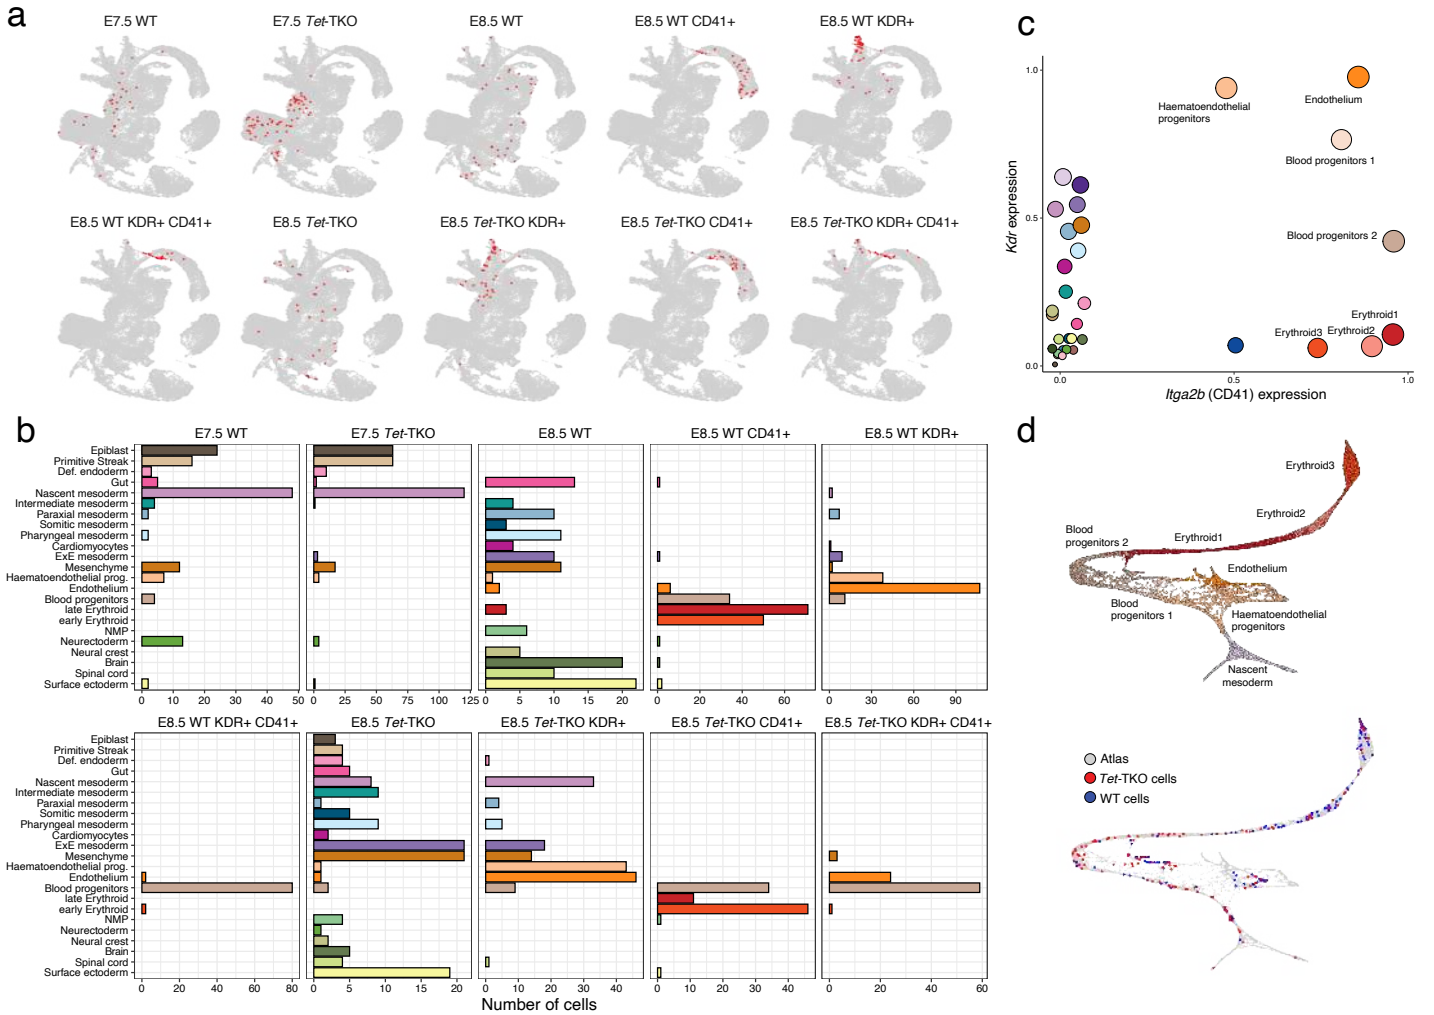 a
E7.5 WT
E7.5 Tet-TKO
E8.5 WT
E8.5 WT CD41+
E8.5 WT KDR+
E8.5 WT KDR+ CD41+
E8.5 Tet-TKO
E8.5 Tet-TKO KDR+
E8.5 Tet-TKO CD41+
E8.5 Tet-TKO KDR+ CD41+
b
E7.5 WT
E7.5 Tet-TKO
E8.5 WT
E8.5 WT CD41+
E8.5 WT KDR+
Epiblast
Primitive Streak
Def. endoderm
Gut
Nascent mesoderm
Intermediate mesoderm
Paraxial mesoderm
Somitic mesoderm
Pharyngeal mesoderm
Cardiomyocytes
ExE mesoderm
Mesenchyme
Haematoendothelial prog.
Endothelium
Blood progenitors
late Erythroid
early Erythroid
NMP
Neurectoderm
Neural crest
Brain
Spinal cord
Surface ectoderm
0 10 20 30 40 50
0 25 50 75 100 125
0 5 10 15 20
0 20 40 60
0 30 60 90
E8.5 WT KDR+ CD41+
E8.5 Tet-TKO
E8.5 Tet-TKO KDR+
E8.5 Tet-TKO CD41+
E8.5 Tet-TKO KDR+ CD41+
Epiblast
Primitive Streak
Def. endoderm
Gut
Nascent mesoderm
Intermediate mesoderm
Paraxial mesoderm
Somitic mesoderm
Pharyngeal mesoderm
Cardiomyocytes
ExE mesoderm
Mesenchyme
Haematoendothelial prog.
Endothelium
Blood progenitors
late Erythroid
early Erythroid
NMP
Neurectoderm
Neural crest
Brain
Spinal cord
Surface ectoderm
0 20 40 60 80
0 5 10 15 20
0 10 20 30 40
0 10 20 30 40
0 20 40 60
Number of cells
c
Kdr expression
1.0
0.5
0.0
Haematoendothelial
progenitors
Endothelium
Blood progenitors 1
Blood progenitors 2
Erythroid1
Erythroid3
Erythroid2
0.0 0.5 1.0
Itga2b (CD41) expression
d
Erythroid3
Erythroid2
Erythroid1
Blood
progenitors 2
Endothelium
Blood
progenitors 1
Haematoendothelial
progenitors
Nascent
mesoderm
Atlas
Tet-TKO cells
WT cells